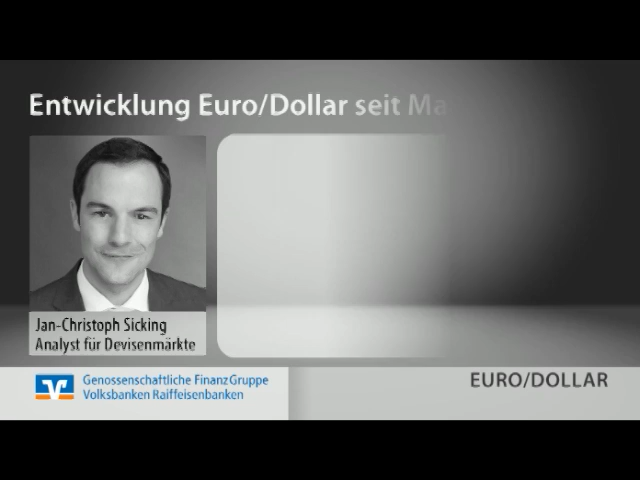 Entwicklung Euro/Dollar seit Ma
Jan-Christoph Sicking
Analyst für Devisenmärkte
Genossenschaftliche FinanzGruppe
Volksbanken Raiffeisenbanken
EURO/DOLLAR